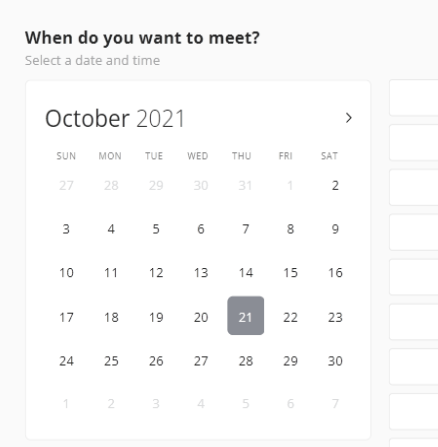 When do you want to meet?
Select a date and time
October 2021
SUN MON TUE WED THU FRI SAT
27 28 29 30 31 1 2
3 4 5 6 7 8 9
10 11 12 13 14 15 16
17 18 19 20 21 22 23
24 25 26 27 28 29 30
1 2 3 4 5 6 7